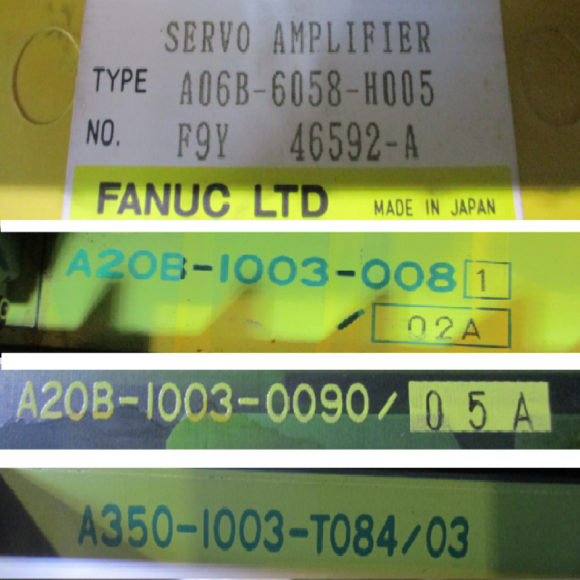 SERVO AMPLIFIER
TYPE A06B-6058-H005
NO. F9Y 46592-A
FANUC LTD MADE IN JAPAN
A20B-1003-0081
/02A
A20B-1003-0090/05A
A350-1003-T084/03